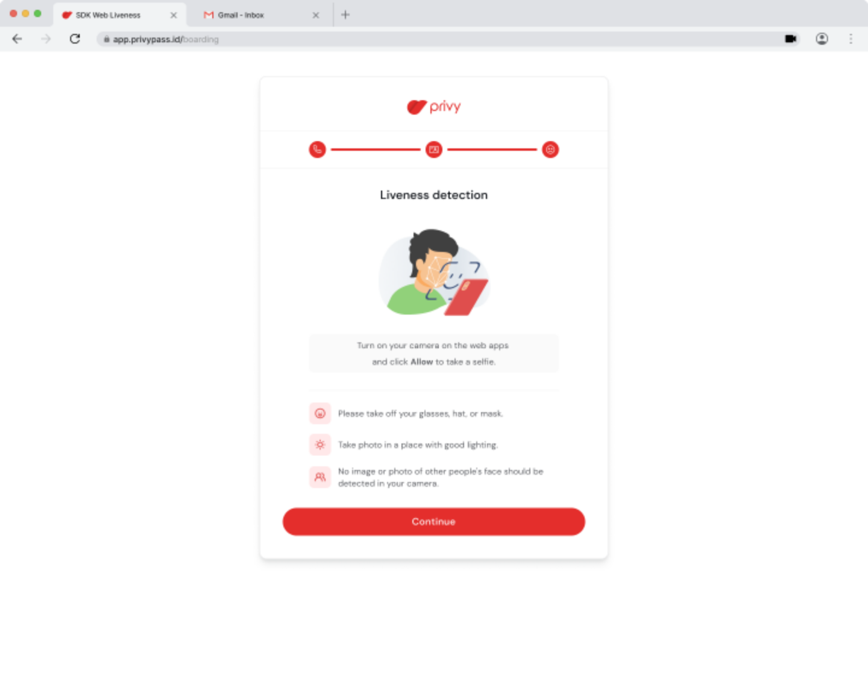 SDK Web Liveness
Gmail - Inbox
app.privypass.id/boarding
privy
Liveness detection
Turn on your camera on the web apps
and click Allow to take a selfie.
Please take off your glasses, hat, or mask.
Take photo in a place with good lighting.
No image or photo of other people's face should be
detected in your camera.
Continue